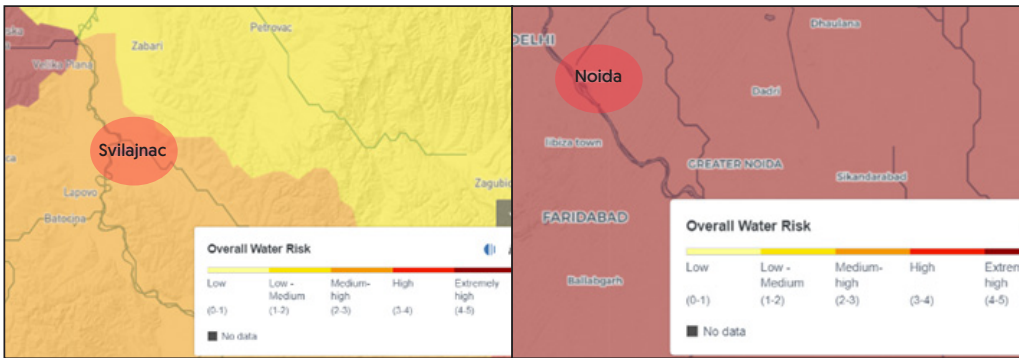 Petrovac
Zabari
Velika Plana
Svilajnac
Lapovo
Batocina
Zagubic
Overall Water Risk
Low
Low -
Medium
Medium-
high
High
Extremely
high
(0-1)
(1-2)
(2-3)
(3-4)
(4-5)
No data
DELHI
Dhaulana
Noida
Dadri
GREATER NOIDA
Sikandarabad
FARIDABAD
Ballabgarh
Overall Water Risk
Low
Low -
Medium
Medium-
high
High
Extrem
high
(0-1)
(1-2)
(2-3)
(3-4)
(4-5)
No data